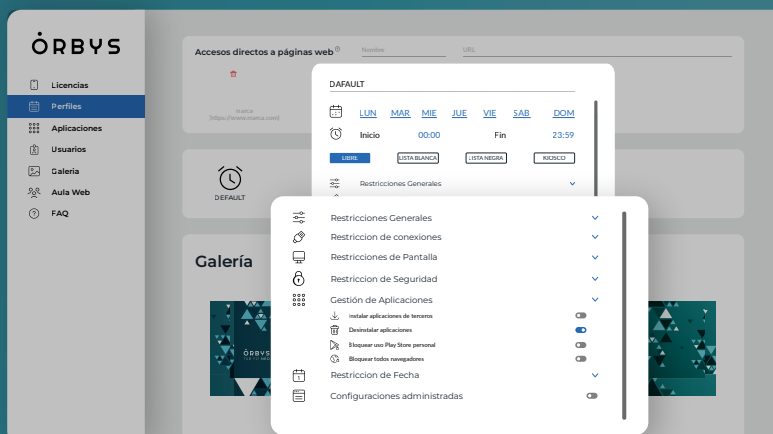 ÖRBYS
Licencias
Perfiles
Aplicaciones
Usuarios
Galeria
Aula Web
FAQ
Accesos directos a páginas web
Nombre
URL
marca
https://www.marca.com/
DEFAULT
Galería
ÖRBYS
DAFAULT
LUN MAR MIE JUE VIE SAB DOM
Inicio 00:00 Fin 23:59
LIBRE LISTA BLANCA LISTA NEGRA KIOSCO
Restricciones Generales
Restricciones Generales
Restriccion de conexiones
Restricciones de Pantalla
Restriccion de Seguridad
Gestión de Aplicaciones
Instalar aplicaciones de terceros
Desinstalar aplicaciones
Bloquear uso Play Store personal
Bloquear todos navegadores
Restriccion de Fecha
Configuraciones administradas